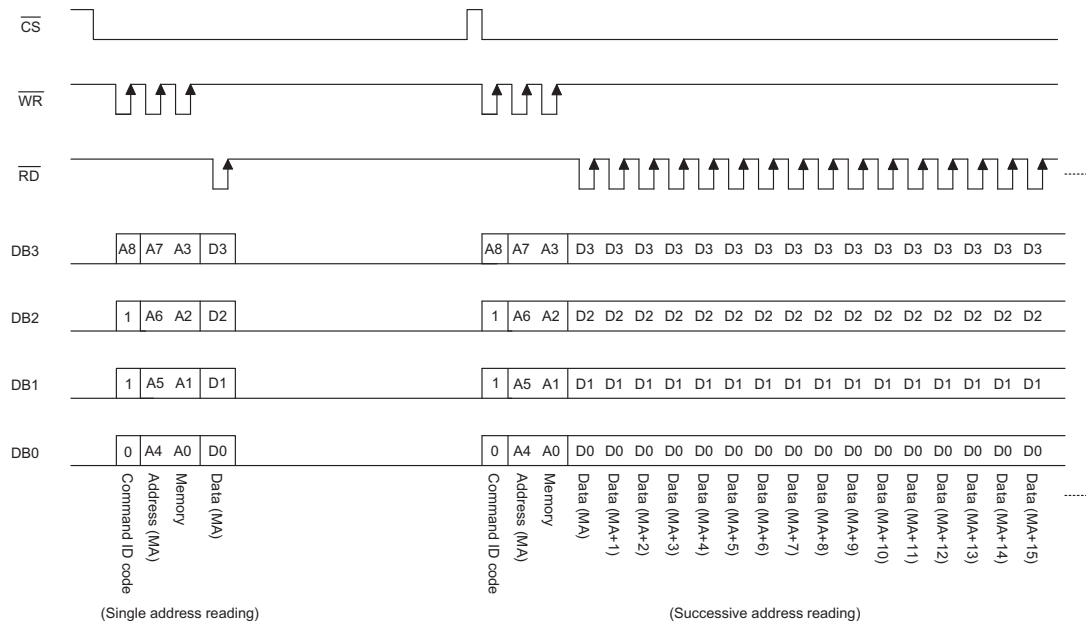 CS
WR
RD
DB3 A8 A7 A3 D3 A8 A7 A3 D3 D3 D3 D3 D3 D3 D3 D3 D3 D3 D3 D3 D3 D3 D3 D3
DB2 1 A6 A2 D2 1 A6 A2 D2 D2 D2 D2 D2 D2 D2 D2 D2 D2 D2 D2 D2 D2 D2 D2
DB1 1 A5 A1 D1 1 A5 A1 D1 D1 D1 D1 D1 D1 D1 D1 D1 D1 D1 D1 D1 D1 D1 D1
DB0 0 A4 A0 D0 0 A4 A0 D0 D0 D0 D0 D0 D0 D0 D0 D0 D0 D0 D0 D0 D0 D0 D0
Command ID code
Address (MA)
Memory
Data (MA)
Command ID code
Address (MA)
Memory
Data (MA)
Data (MA+1)
Data (MA+2)
Data (MA+3)
Data (MA+4)
Data (MA+5)
Data (MA+6)
Data (MA+7)
Data (MA+8)
Data (MA+9)
Data (MA+10)
Data (MA+11)
Data (MA+12)
Data (MA+13)
Data (MA+14)
Data (MA+15)
(Single address reading)
(Successive address reading)